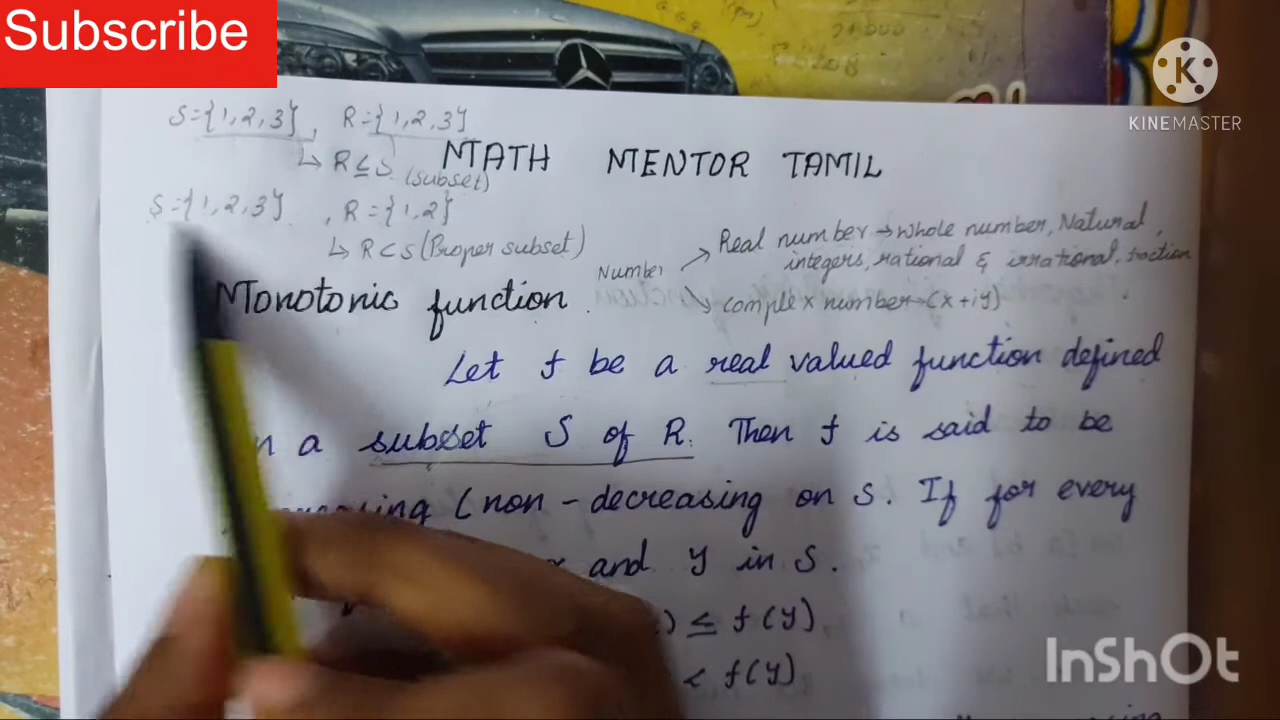 Subscribe
KINEMASTER
S={1,2,3}, R={1,2,3}
↳ R⊆S (subset)
MATH MENTOR TAMIL
S={1,2,3}, R={1,2}
↳ R⊂S (Proper subset)
Number
Real number → whole number, Natural,
integers, rational & irrational, fraction
complex number (x+iy)
Monotonic function.
Let f be a real valued function defined
a subset S of R. Then f is said to be
(non-decreasing on S. If for every
and y in S.
) ≤ f(y),
< f(y)
InShOt